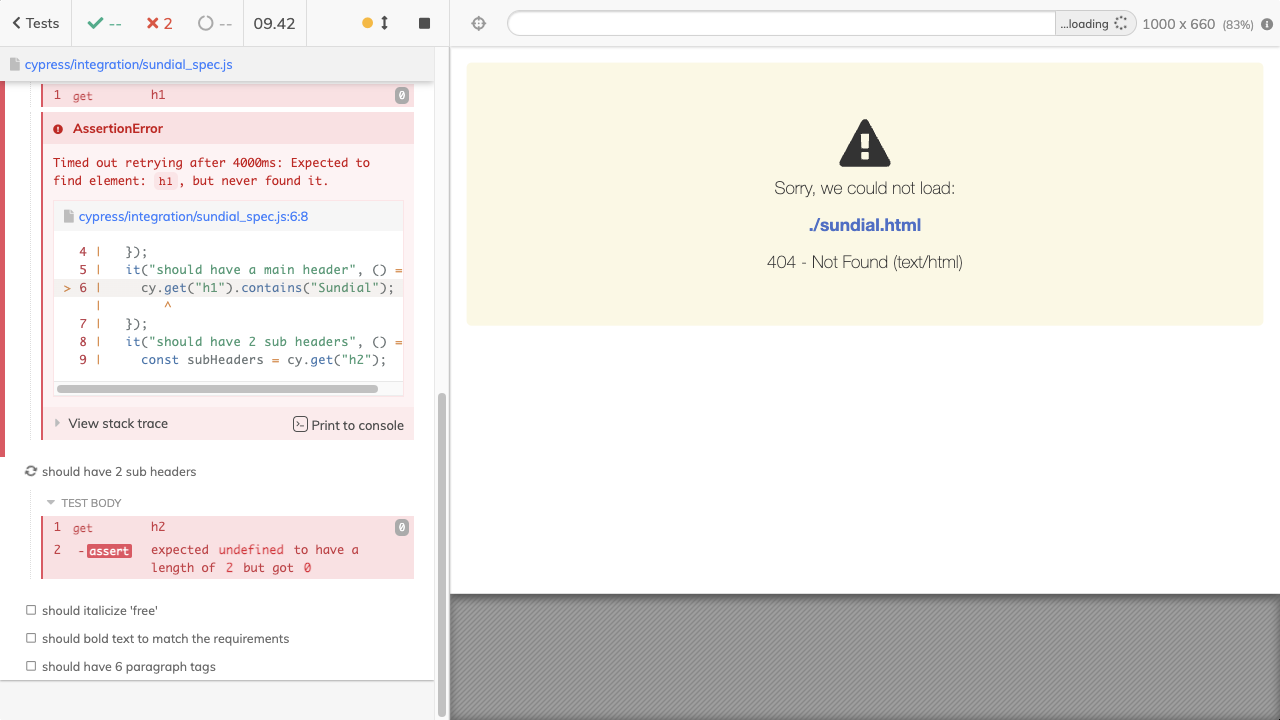 Tests
--
2
--
09.42
...loading
1000 x 660 (83%)
cypress/integration/sundial_spec.js
1 get h1 0
AssertionError
Timed out retrying after 4000ms: Expected to
find element: h1, but never found it.
cypress/integration/sundial_spec.js:6:8
4 | });
5 | it("should have a main header", () =
> 6 | cy.get("h1").contains("Sundial");
| ^
7 | });
8 | it("should have 2 sub headers", () =
9 | const subHeaders = cy.get("h2");
View stack trace
Print to console
should have 2 sub headers
TEST BODY
1 get h2 0
2 -assert expected undefined to have a
length of 2 but got 0
should italicize 'free'
should bold text to match the requirements
should have 6 paragraph tags
Sorry, we could not load:
./sundial.html
404 - Not Found (text/html)